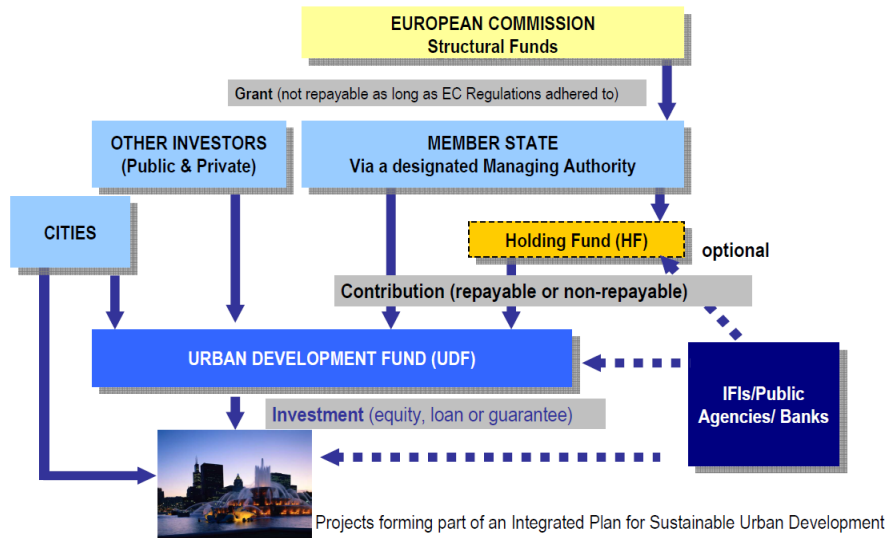 EUROPEAN COMMISSION
Structural Funds
Grant (not repayable as long as EC Regulations adhered to)
OTHER INVESTORS
(Public & Private)
MEMBER STATE
Via a designated Managing Authority
CITIES
Holding Fund (HF)
optional
Contribution (repayable or non-repayable)
URBAN DEVELOPMENT FUND (UDF)
IFIs/Public
Agencies/ Banks
Investment (equity, loan or guarantee)
Projects forming part of an Integrated Plan for Sustainable Urban Development